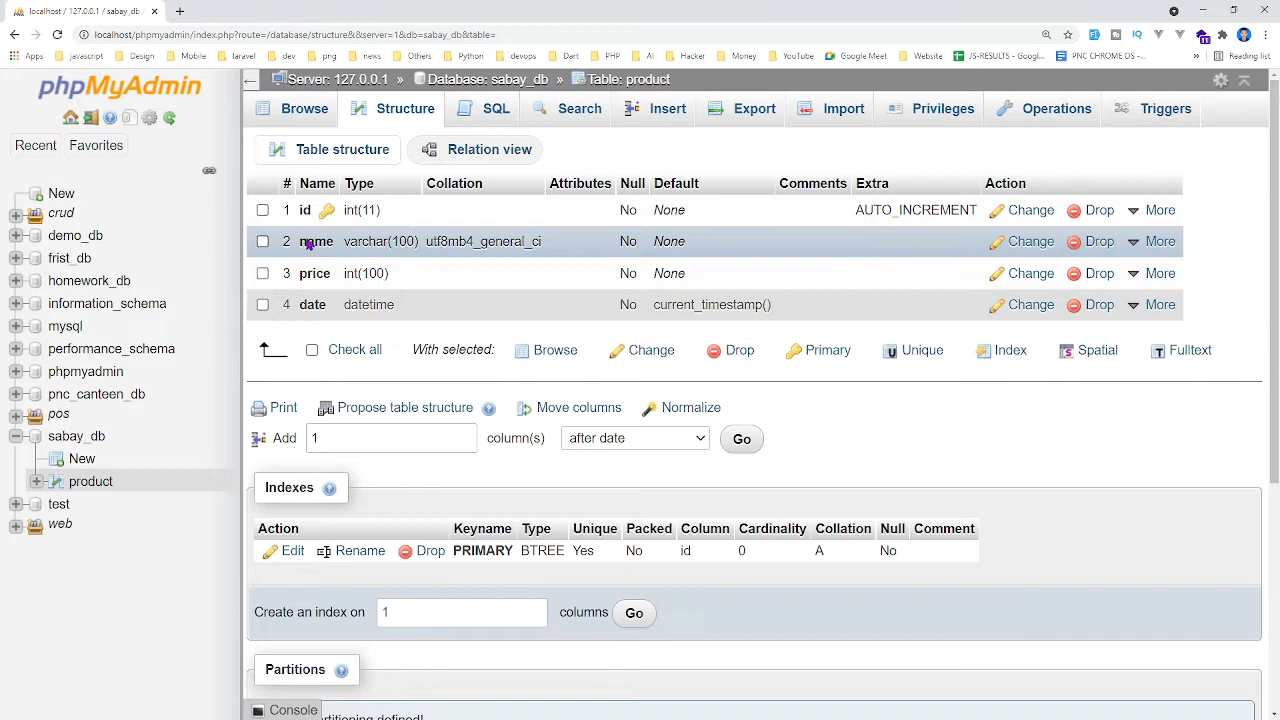 localhost / 127.0.0.1 / sabay_db
localhost/phpmyadmin/index.php?route=/database/structure&&server=1&db=sabay_db&table=
Apps javascript Design Mobile laravel dev png news Others Python devops Dart PHP AI Hacker Money YouTube Google Meet Website JS-RESULTS - Goo... PNC CHROME OS -... » Reading list
11
phpMyAdmin
Recent Favorites
New
crud
demo_db
frist_db
homework_db
information_schema
mysql
performance_schema
phpmyadmin
pnc_canteen_db
pos
sabay_db
New
product
test
web
Server: 127.0.0.1 » Database: sabay_db » Table: product
Browse Structure SQL Search Insert Export Import Privileges Operations Triggers
Table structure Relation view
# Name Type Collation Attributes Null Default Comments Extra Action
1 id int(11) No None AUTO_INCREMENT Change Drop More
2 name varchar(100) utf8mb4_general_ci No None Change Drop More
3 price int(100) No None Change Drop More
4 date datetime No current_timestamp() Change Drop More
Check all With selected: Browse Change Drop Primary Unique Index Spatial Fulltext
Print Propose table structure Move columns Normalize
Add 1 column(s) after date Go
Indexes
Action Keyname Type Unique Packed Column Cardinality Collation Null Comment
Edit Rename Drop PRIMARY BTREE Yes No id 0 A No
Create an index on 1 columns Go
Partitions
Console